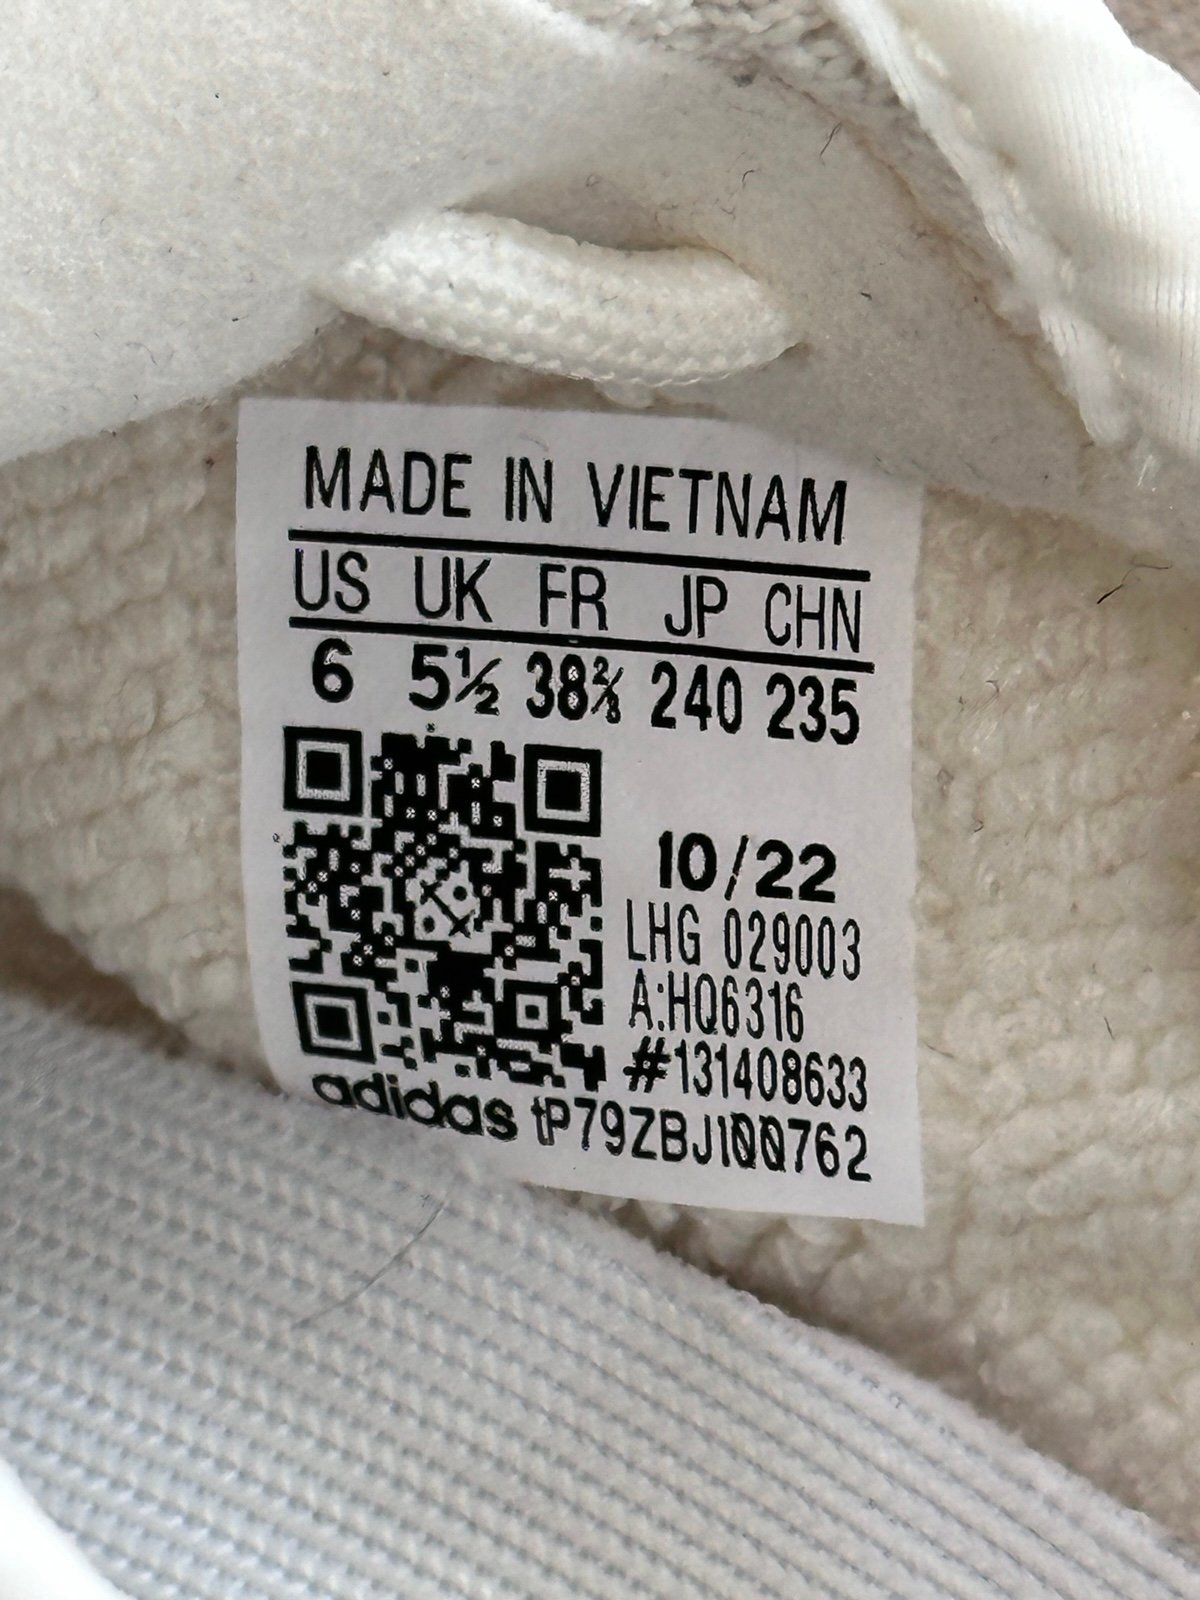 MADE IN VIETNAM
US UK FR JP CHN
6 5½ 38⅔ 240 235
10/22
LHG 029003
A:HQ6316
#131408633
adidas tP79ZBJ100762